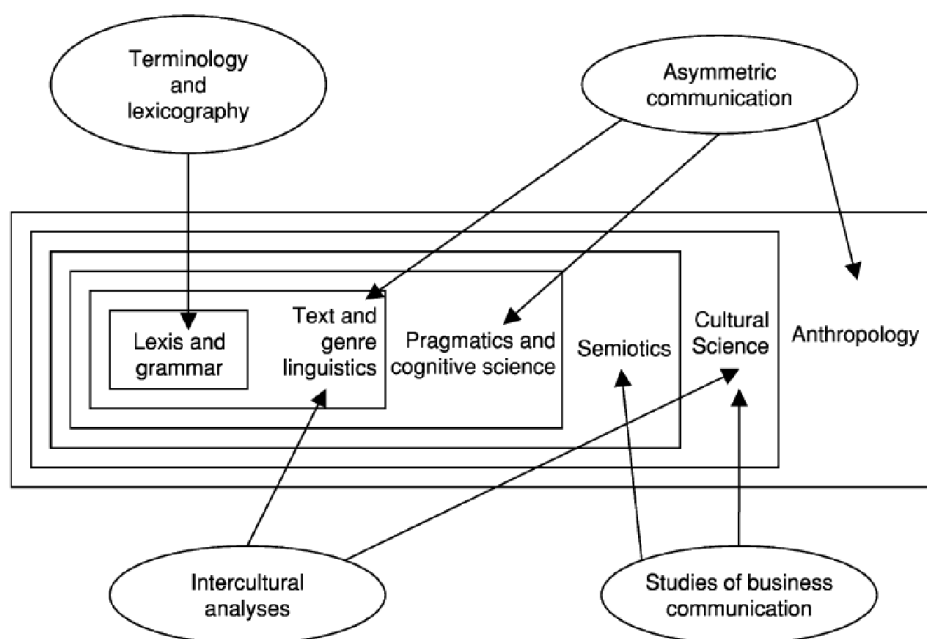 Terminology
and
lexicography
Asymmetric
communication
Lexis and
grammar
Text and
genre
linguistics
Pragmatics and
cognitive science
Semiotics
Cultural
Science
Anthropology
Intercultural
analyses
Studies of business
communication